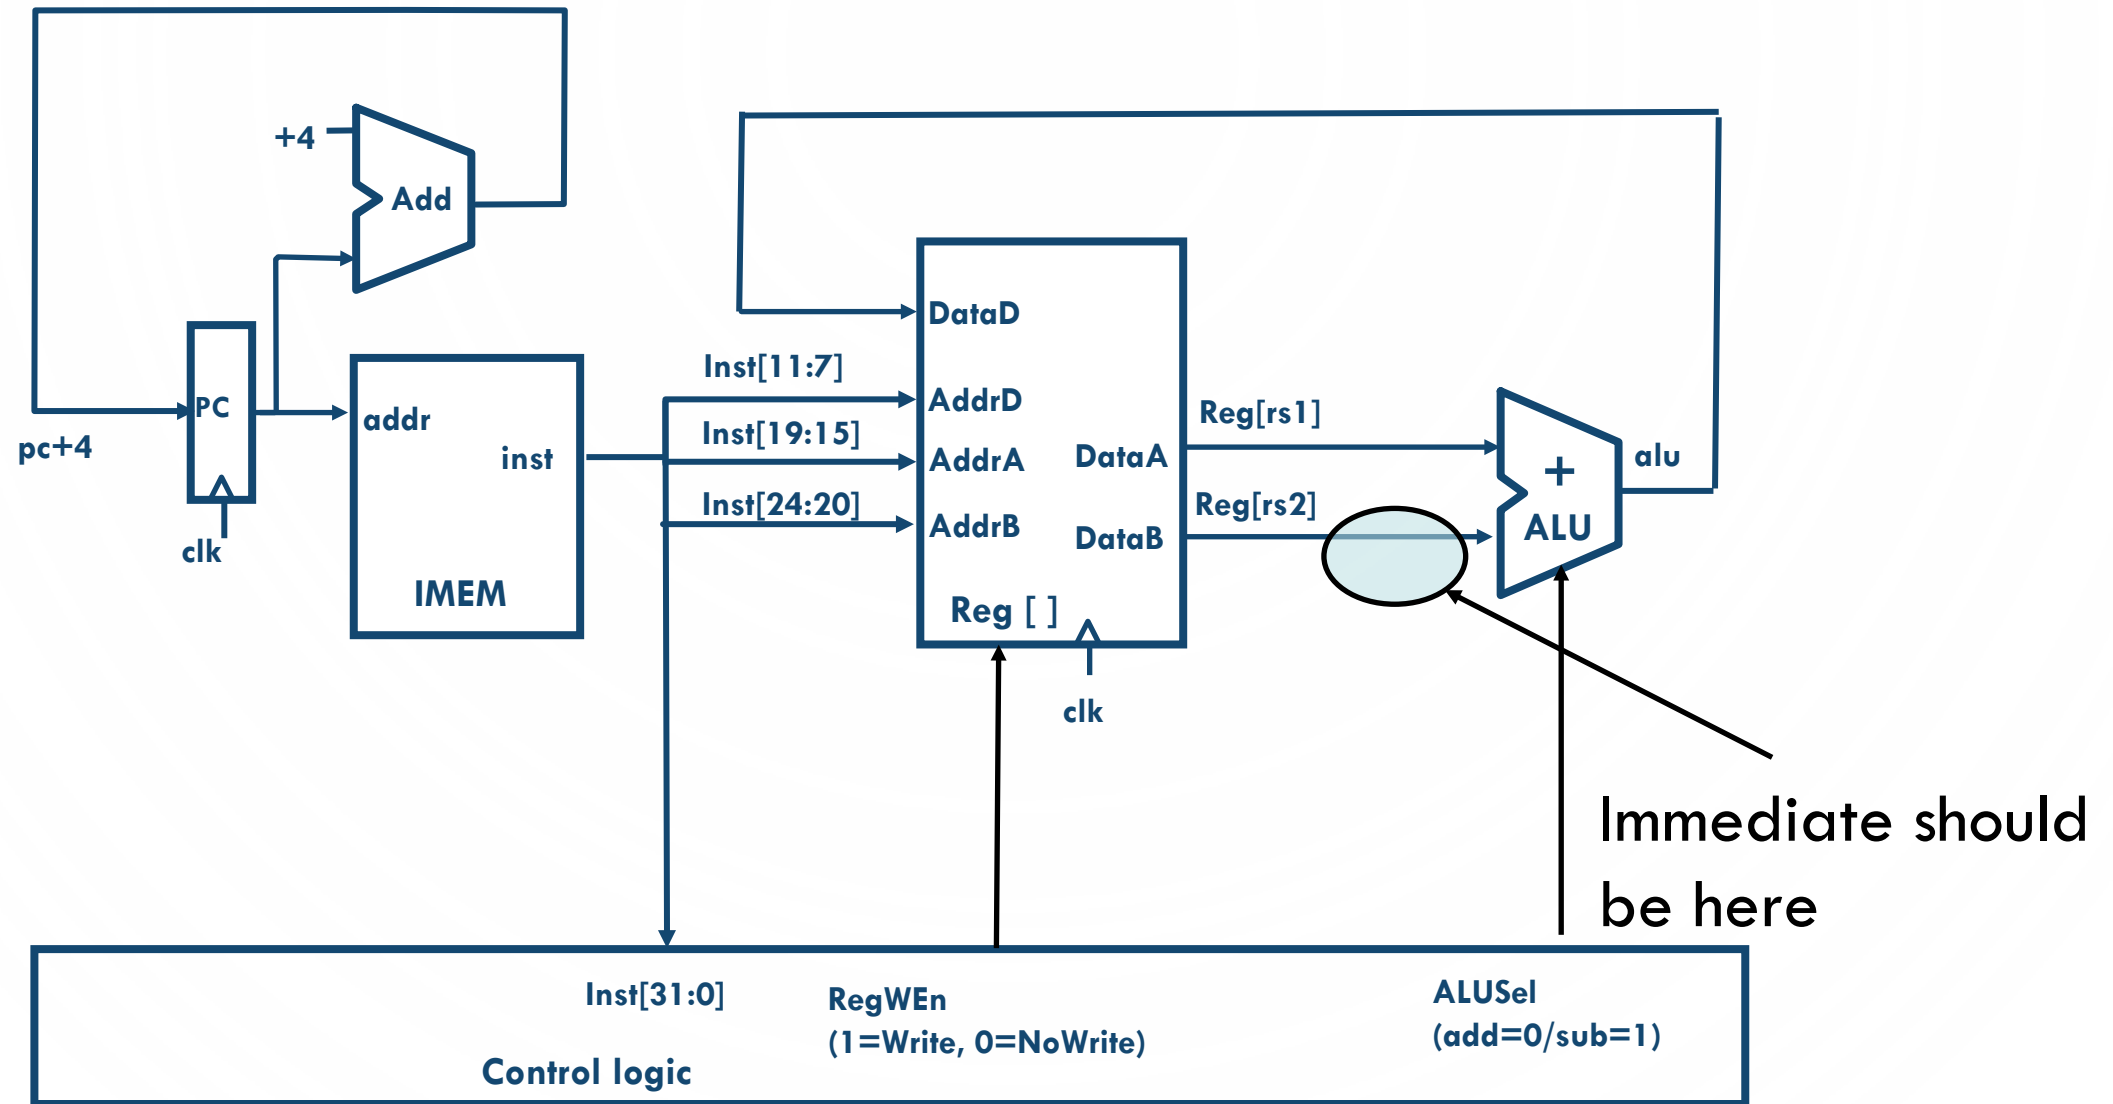 +4
Add
DataD
Inst[11:7]
PC
addr
AddrD
Reg[rs1]
Inst[19:15]
pc+4
inst
AddrA
DataA
+
alu
Inst[24:20]
Reg[rs2]
AddrB
DataB
ALU
clk
IMEM
Reg [ ]
clk
Immediate should
be here
Inst[31:0]
RegWEn
(1=Write, 0=NoWrite)
ALUSel
(add=0/sub=1)
Control logic